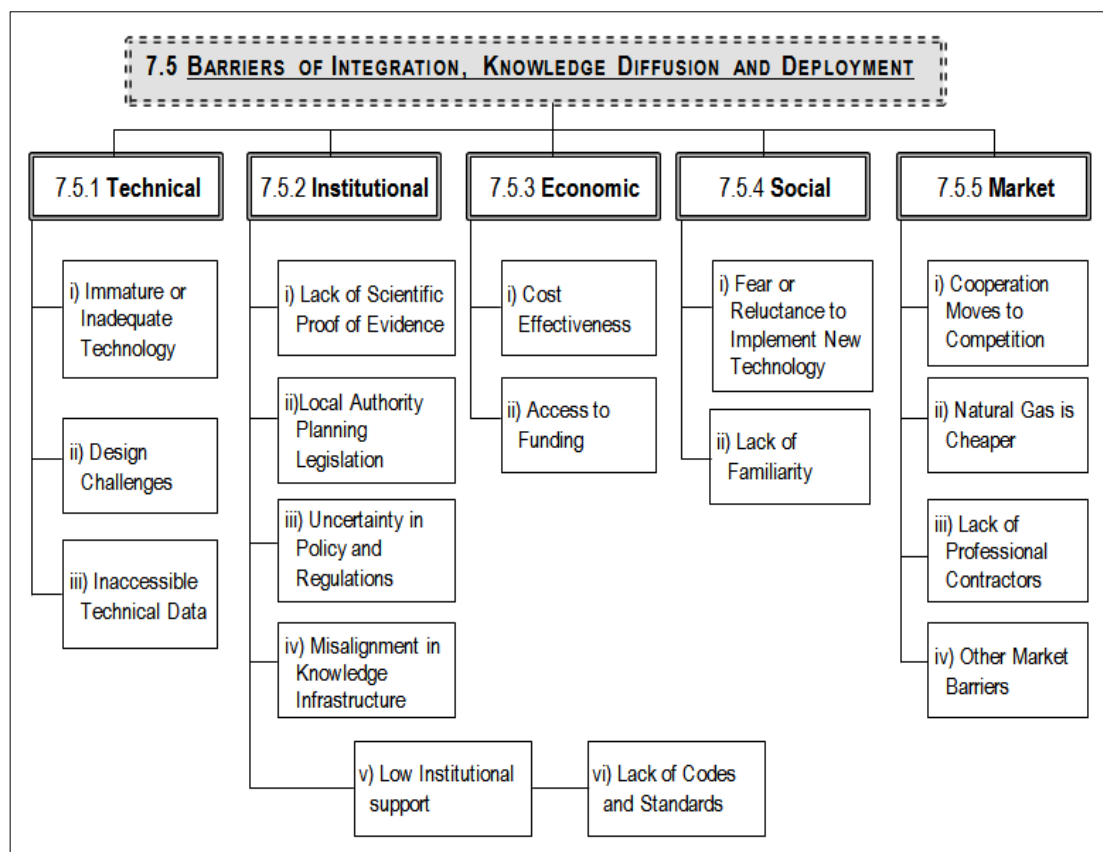 7.5 BARRIERS OF INTEGRATION, KNOWLEDGE DIFFUSION AND DEPLOYMENT
7.5.1 Technical
i) Immature or
Inadequate
Technology
ii) Design
Challenges
iii) Inaccessible
Technical Data
7.5.2 Institutional
i) Lack of Scientific
Proof of Evidence
ii)Local Authority
Planning
Legislation
iii) Uncertainty in
Policy and
Regulations
iv) Misalignment in
Knowledge
Infrastructure
v) Low Institutional
support
vi) Lack of Codes
and Standards
7.5.3 Economic
i) Cost
Effectiveness
ii) Access to
Funding
7.5.4 Social
i) Fear or
Reluctance to
Implement New
Technology
ii) Lack of
Familiarity
7.5.5 Market
i) Cooperation
Moves to
Competition
ii) Natural Gas is
Cheaper
iii) Lack of
Professional
Contractors
iv) Other Market
Barriers